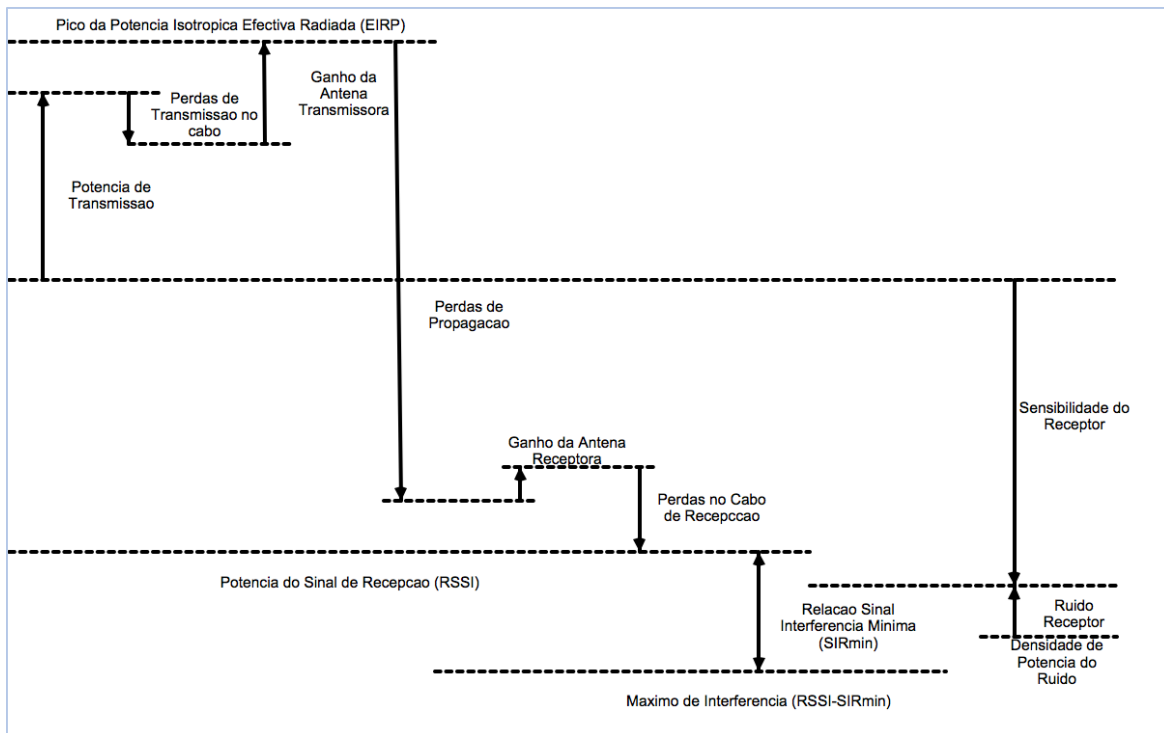 Pico da Potencia Isotropica Efectiva Radiada (EIRP)
Perdas de
Transmissao no
cabo
Ganho da
Antena
Transmissora
Potencia de
Transmissao
Perdas de
Propagacao
Sensibilidade do
Receptor
Ganho da Antena
Receptora
Perdas no Cabo
de Recepccao
Potencia do Sinal de Recepcao (RSSI)
Relacao Sinal
Interferencia Minima
(SIRmin)
Ruido
Receptor
Densidade de
Potencia do
Ruido
Maximo de Interferencia (RSSI-SIRmin)